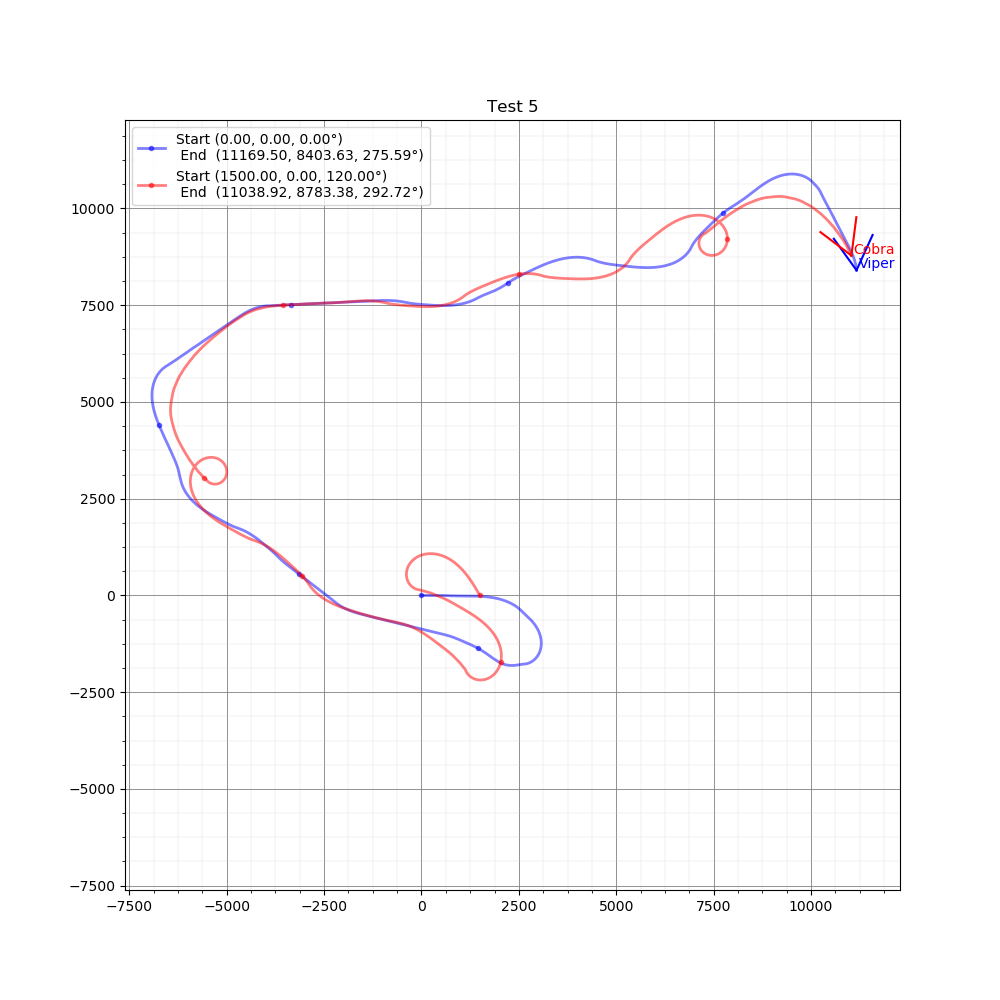 Test 5
Start (0.00, 0.00, 0.00°)
End  (11169.50, 8403.63, 275.59°)
Start (1500.00, 0.00, 120.00°)
End  (11038.92, 8783.38, 292.72°)
10000
7500
5000
2500
0
−2500
−5000
−7500
Cobra
Viper
−7500 −5000 −2500 0 2500 5000 7500 10000